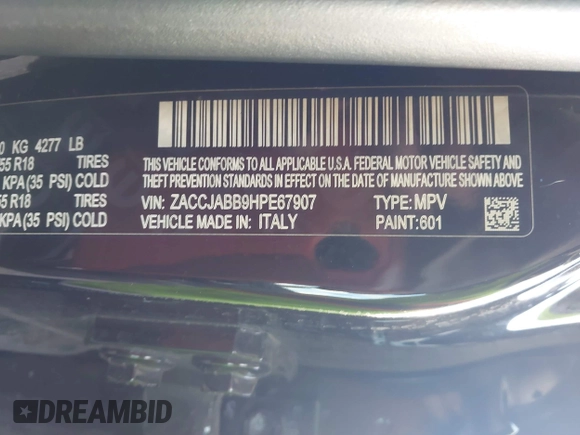 0 KG 4277 LB
55 R18 TIRES
KPA(35 PSI) COLD
55 R18 TIRES
KPA(35 PSI) COLD
THIS VEHICLE CONFORMS TO ALL APPLICABLE U.S.A. FEDERAL MOTOR VEHICLE SAFETY AND
THEFT PREVENTION STANDARDS IN EFFECT ON THE DATE OF MANUFACTURE SHOWN ABOVE
VIN: ZACCJABB9HPE67907 TYPE: MPV
VEHICLE MADE IN: ITALY PAINT: 601
DREAMBID